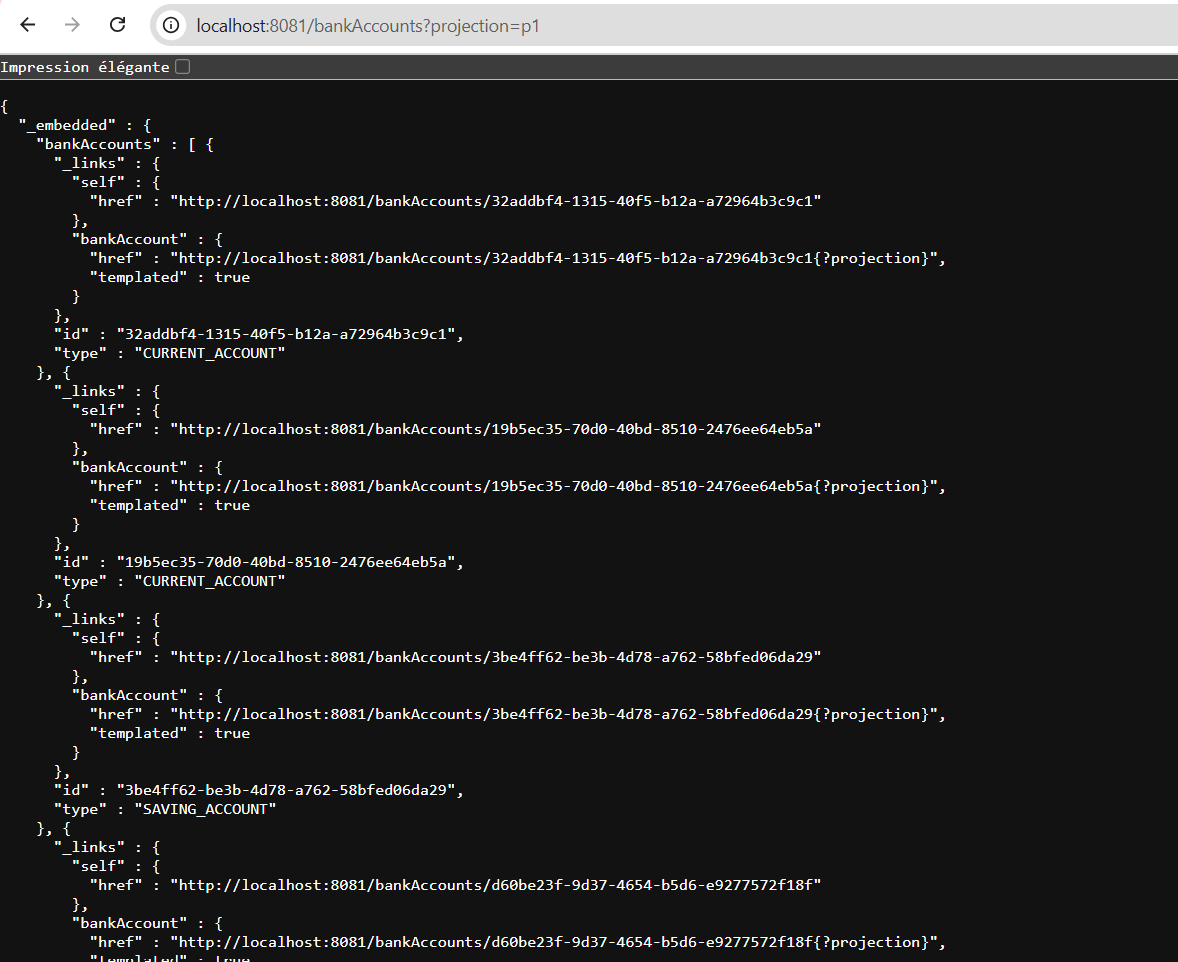 localhost:8081/bankAccounts?projection=p1
Impression élégante
{
  "_embedded" : {
    "bankAccounts" : [ {
      "_links" : {
        "self" : {
          "href" : "http://localhost:8081/bankAccounts/32addbf4-1315-40f5-b12a-a72964b3c9c1"
        },
        "bankAccount" : {
          "href" : "http://localhost:8081/bankAccounts/32addbf4-1315-40f5-b12a-a72964b3c9c1{?projection}",
          "templated" : true
        }
      },
      "id" : "32addbf4-1315-40f5-b12a-a72964b3c9c1",
      "type" : "CURRENT_ACCOUNT"
    }, {
      "_links" : {
        "self" : {
          "href" : "http://localhost:8081/bankAccounts/19b5ec35-70d0-40bd-8510-2476ee64eb5a"
        },
        "bankAccount" : {
          "href" : "http://localhost:8081/bankAccounts/19b5ec35-70d0-40bd-8510-2476ee64eb5a{?projection}",
          "templated" : true
        }
      },
      "id" : "19b5ec35-70d0-40bd-8510-2476ee64eb5a",
      "type" : "CURRENT_ACCOUNT"
    }, {
      "_links" : {
        "self" : {
          "href" : "http://localhost:8081/bankAccounts/3be4ff62-be3b-4d78-a762-58bfed06da29"
        },
        "bankAccount" : {
          "href" : "http://localhost:8081/bankAccounts/3be4ff62-be3b-4d78-a762-58bfed06da29{?projection}",
          "templated" : true
        }
      },
      "id" : "3be4ff62-be3b-4d78-a762-58bfed06da29",
      "type" : "SAVING_ACCOUNT"
    }, {
      "_links" : {
        "self" : {
          "href" : "http://localhost:8081/bankAccounts/d60be23f-9d37-4654-b5d6-e9277572f18f"
        },
        "bankAccount" : {
          "href" : "http://localhost:8081/bankAccounts/d60be23f-9d37-4654-b5d6-e9277572f18f{?projection}",
          "templated" : true